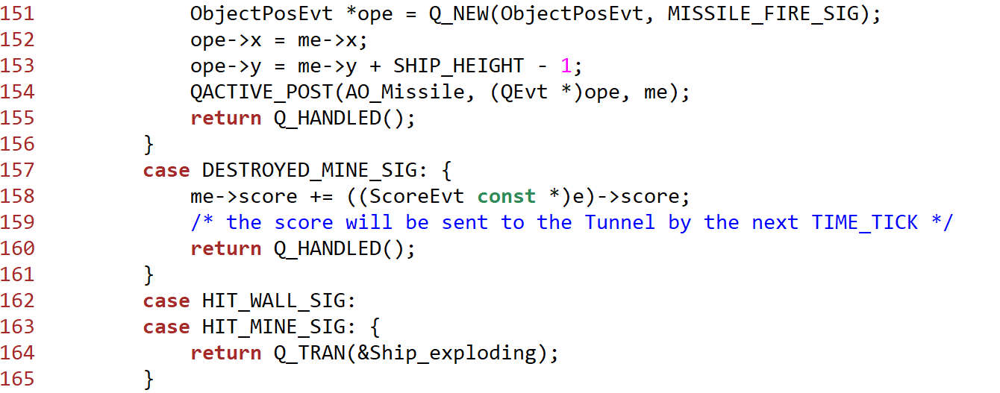 151             ObjectPosEvt *ope = Q_NEW(ObjectPosEvt, MISSILE_FIRE_SIG);
152             ope->x = me->x;
153             ope->y = me->y + SHIP_HEIGHT - 1;
154             QACTIVE_POST(AO_Missile, (QEvt *)ope, me);
155             return Q_HANDLED();
156         }
157         case DESTROYED_MINE_SIG: {
158             me->score += ((ScoreEvt const *)e)->score;
159             /* the score will be sent to the Tunnel by the next TIME_TICK */
160             return Q_HANDLED();
161         }
162         case HIT_WALL_SIG:
163         case HIT_MINE_SIG: {
164             return Q_TRAN(&Ship_exploding);
165         }